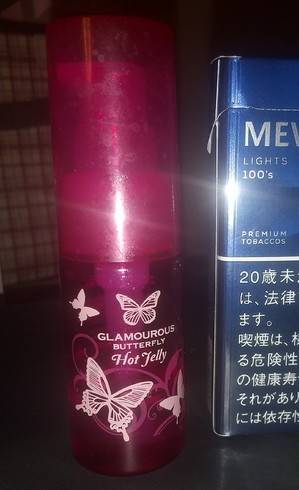 GLAMOUROUS
BUTTERFLY
Hot Jelly
LIGHTS
100's
PREMIUM
TOBACCOS
20歳未
は、法律
ます。
喫煙は、
る危険性
の健康寿
それがあり
には依存性